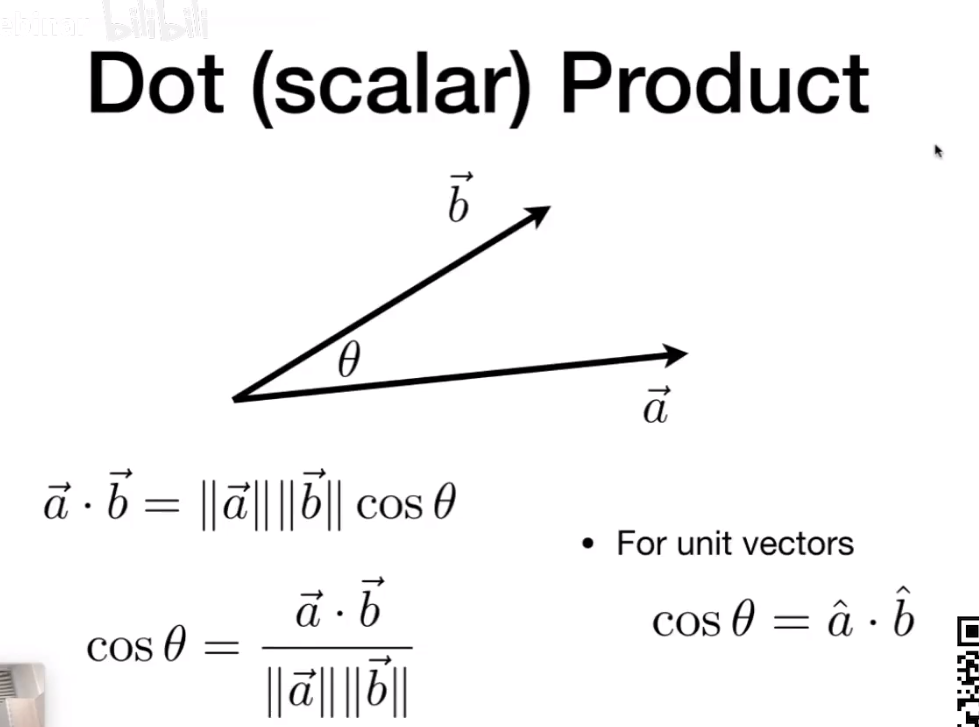 bilibili
Dot (scalar) Product
$\vec{b}$
$\theta$
$\vec{a}$
$\vec{a} \cdot \vec{b} = \|\vec{a}\| \|\vec{b}\| \cos \theta$
• For unit vectors
$\cos \theta = \frac{\vec{a} \cdot \vec{b}}{\|\vec{a}\| \|\vec{b}\|}$
$\cos \theta = \hat{a} \cdot \hat{b}$